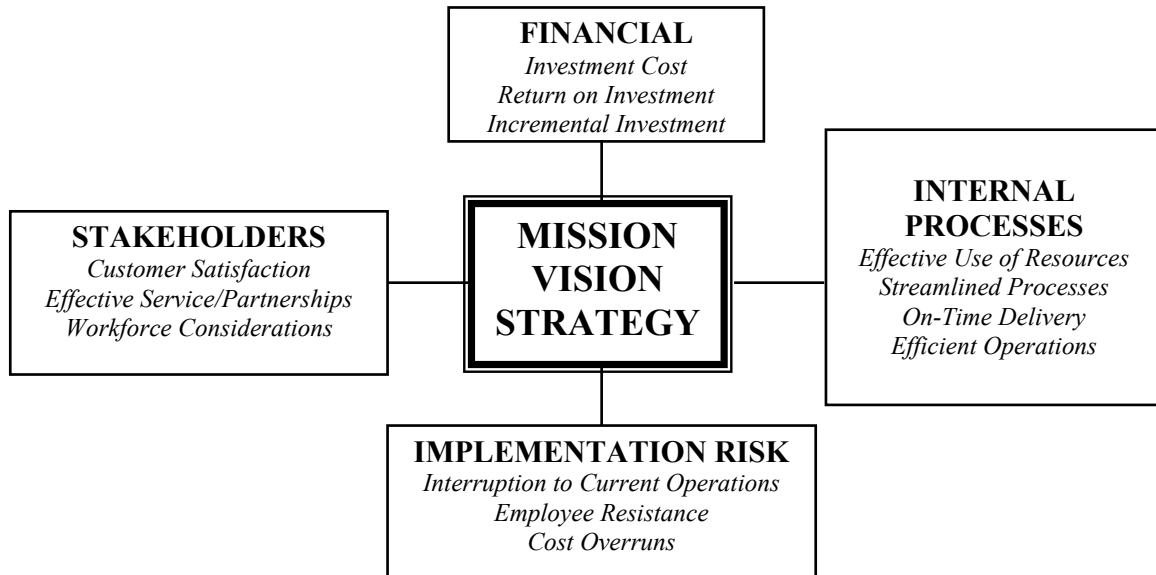 FINANCIAL
Investment Cost
Return on Investment
Incremental Investment
STAKEHOLDERS
Customer Satisfaction
Effective Service/Partnerships
Workforce Considerations
MISSION
VISION
STRATEGY
INTERNAL
PROCESSES
Effective Use of Resources
Streamlined Processes
On-Time Delivery
Efficient Operations
IMPLEMENTATION RISK
Interruption to Current Operations
Employee Resistance
Cost Overruns